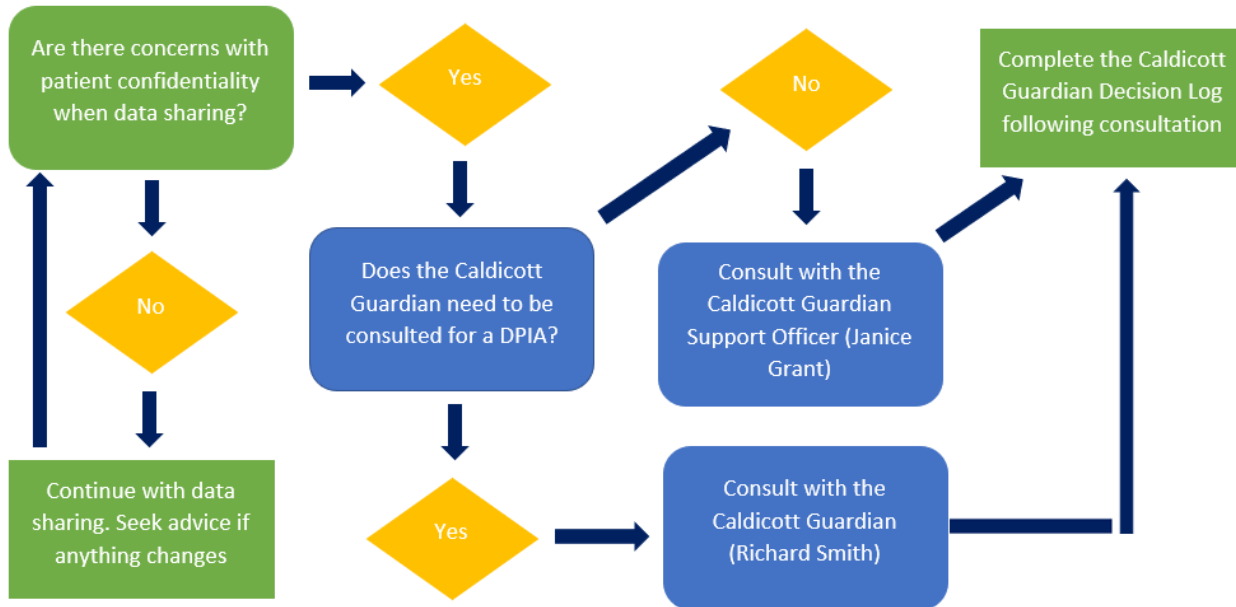 Are there concerns with
patient confidentiality
when data sharing?
Yes
No
Complete the Caldicott
Guardian Decision Log
following consultation
No
Does the Caldicott
Guardian need to be
consulted for a DPIA?
Consult with the
Caldicott Guardian
Support Officer (Janice
Grant)
Continue with data
sharing. Seek advice if
anything changes
Yes
Consult with the
Caldicott Guardian
(Richard Smith)